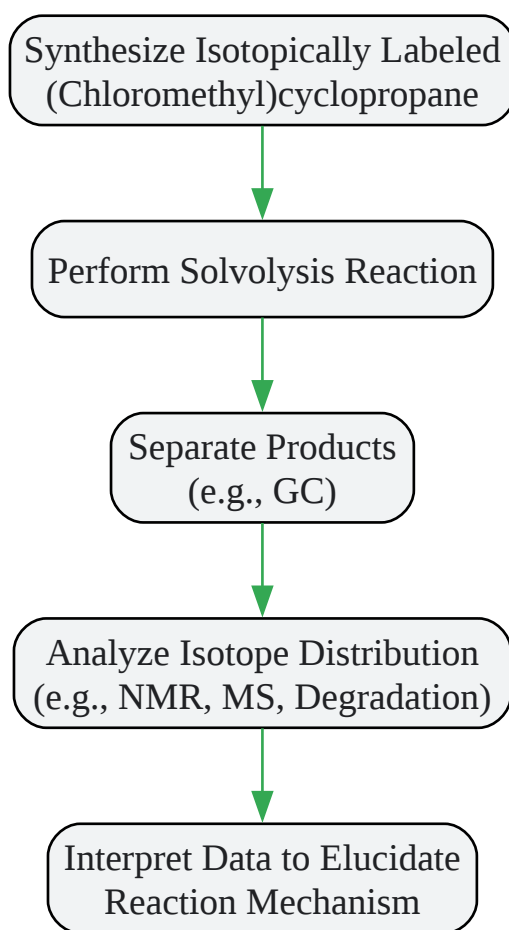 Synthesize Isotopically Labeled
(Chloromethyl)cyclopropane
Perform Solvolysis Reaction
Separate Products
(e.g., GC)
Analyze Isotope Distribution
(e.g., NMR, MS, Degradation)
Interpret Data to Elucidate
Reaction Mechanism